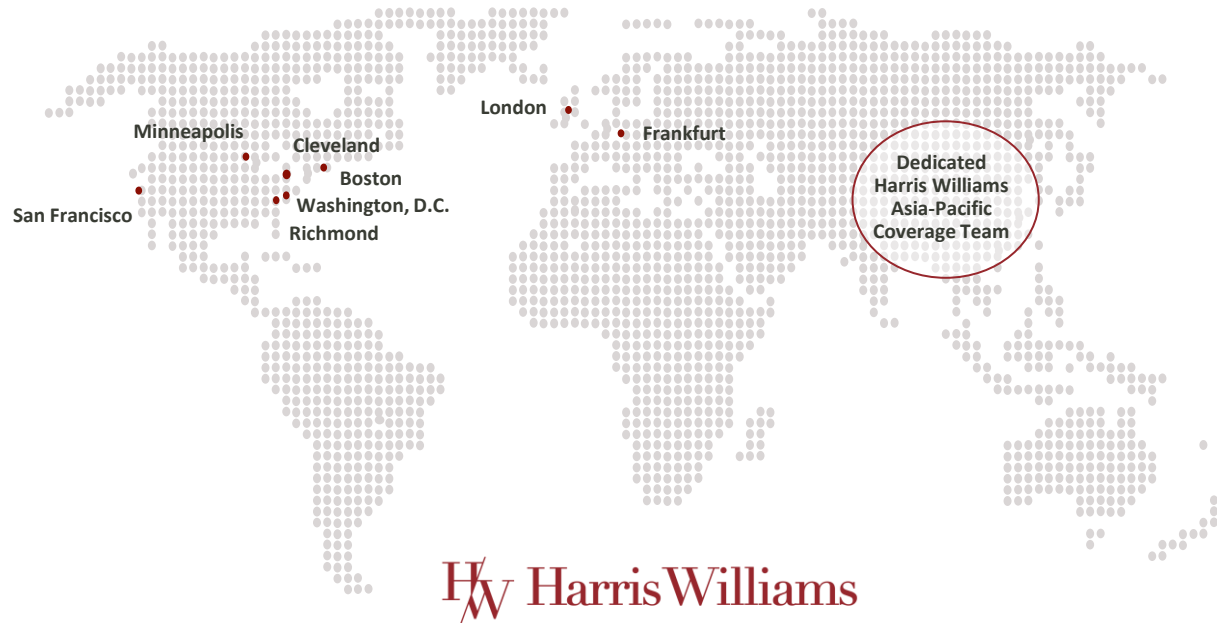 London
Minneapolis
Frankfurt
Cleveland
Boston
San Francisco
Washington, D.C.
Richmond
Dedicated
Harris Williams
Asia-Pacific
Coverage Team
HW Harris Williams